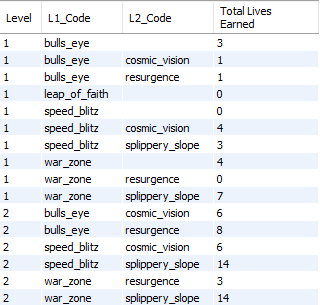 Level L1_Code L2_Code Total Lives Earned
1 bulls_eye 3
1 bulls_eye cosmic_vision 1
1 bulls_eye resurgence 1
1 leap_of_faith 0
1 speed_blitz 0
1 speed_blitz cosmic_vision 4
1 speed_blitz splippery_slope 3
1 war_zone 4
1 war_zone resurgence 0
1 war_zone splippery_slope 7
2 bulls_eye cosmic_vision 6
2 bulls_eye resurgence 8
2 speed_blitz cosmic_vision 6
2 speed_blitz splippery_slope 14
2 war_zone resurgence 3
2 war_zone splippery_slope 14